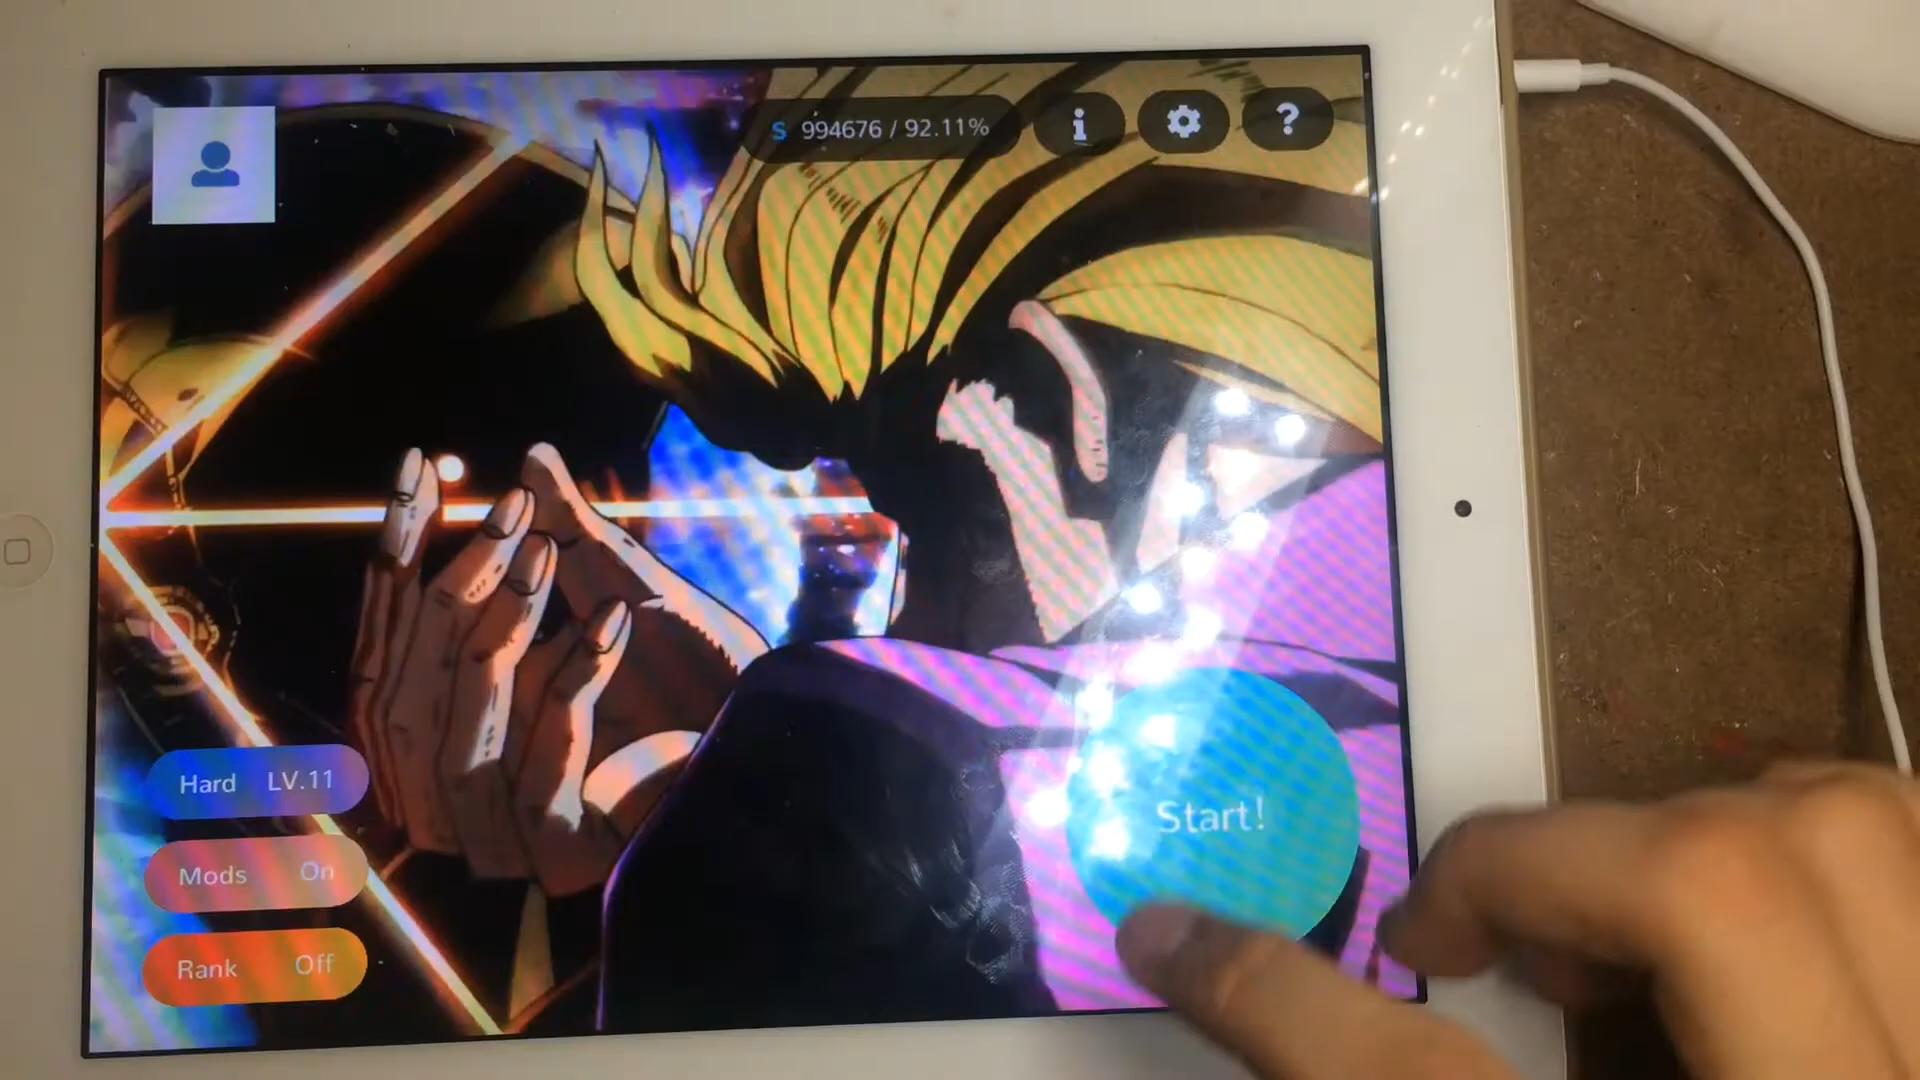 S 994676 / 92.11%
i
?
Hard LV.11
Mods On
Rank Off
Start!